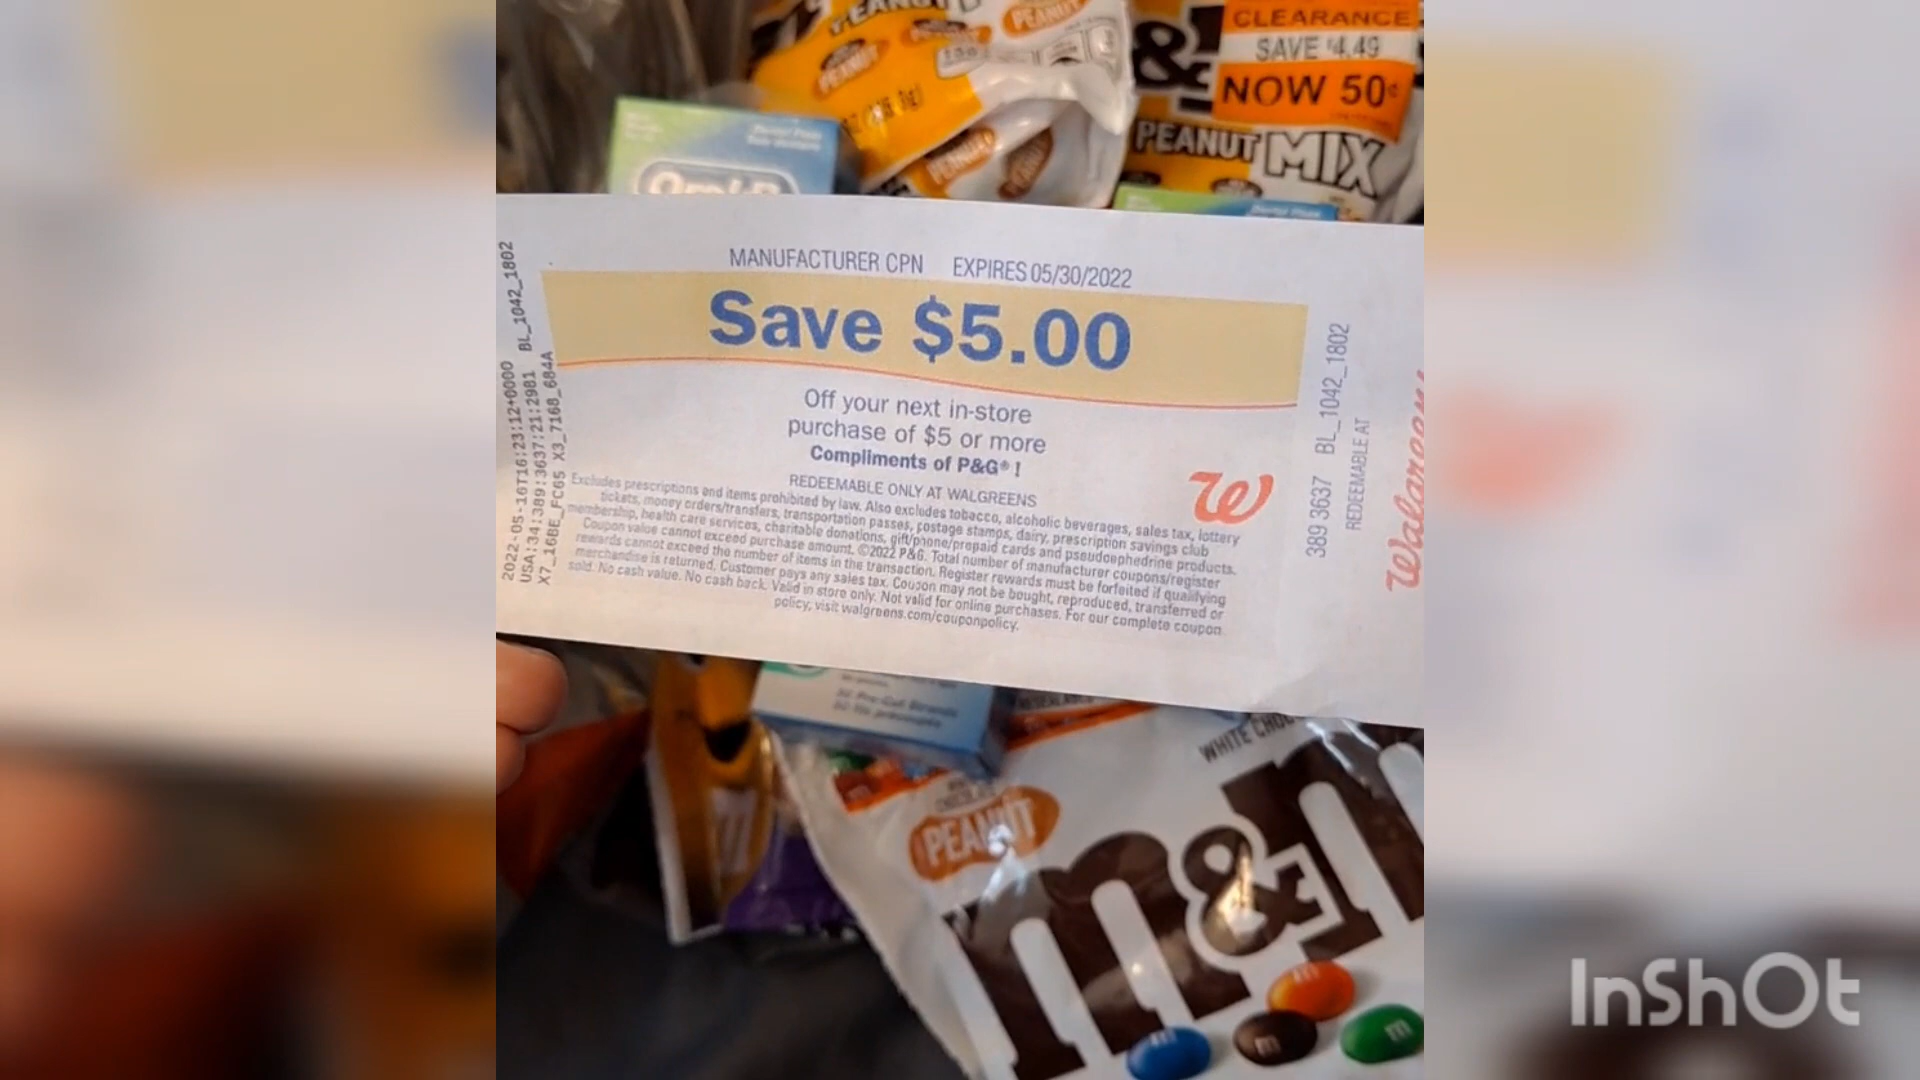 PEANUT
PEANUT
PEANUT
PEANUT
CLEARANCE
SAVE $4.49
NOW 50¢
&
PEANUT MIX
Oral-B
MANUFACTURER CPN EXPIRES 05/30/2022
Save $5.00
Off your next in-store
purchase of $5 or more
Compliments of P&G® !
REDEEMABLE ONLY AT WALGREENS
Excludes prescriptions and items prohibited by law. Also excludes tobacco, alcoholic beverages, sales tax, lottery
tickets, money orders/transfers, transportation passes, postage stamps, dairy, prescription savings club
membership, health care services, charitable donations, gift/phone/prepaid cards and pseudoephedrine products.
Coupon value cannot exceed purchase amount. ©2022 P&G. Total number of manufacturer coupons/register
rewards cannot exceed the number of items in the transaction. Register rewards must be forfeited if qualifying
merchandise is returned. Customer pays any sales tax. Coupon may not be bought, reproduced, transferred or
sold. No cash value. No cash back. Valid in store only. Not valid for online purchases. For our complete coupon
policy, visit walgreens.com/couponpolicy.
W
2022-05-16T16:23:12+0000
USA:34:389:3637:21:2981 BL_1042_1802
X7_16BE_FC65 X3_7168_684A
389 3637 BL_1042_1802
REDEEMABLE AT
Walgreens
WHITE CHOC
PEANUT
m&m
InShOt